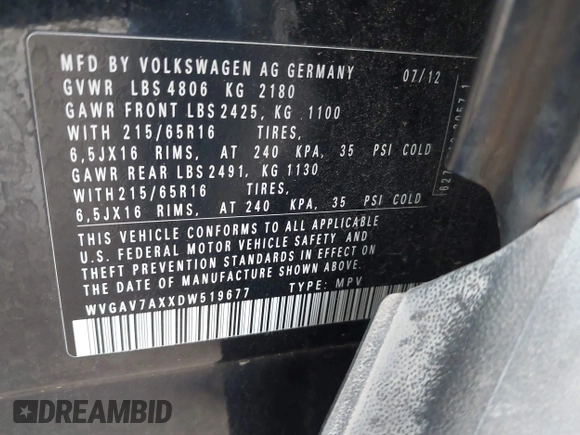 MFD BY VOLKSWAGEN AG GERMANY 07/12
GVWR LBS 4806 KG 2180
GAWR FRONT LBS 2425, KG 1100
WITH 215/65R16 TIRES,
6,5JX16 RIMS, AT 240 KPA, 35 PSI COLD
GAWR REAR LBS 2491, KG 1130
WITH 215/65R16 TIRES,
6,5JX16 RIMS, AT 240 KPA, 35 PSI COLD
THIS VEHICLE CONFORMS TO ALL APPLICABLE
U.S. FEDERAL MOTOR VEHICLE SAFETY AND
THEFT PREVENTION STANDARDS IN EFFECT ON
THE DATE OF MANUFACTURE SHOWN ABOVE.
WVGAV7AXXDW519677 TYPE: MPV
DREAMBID